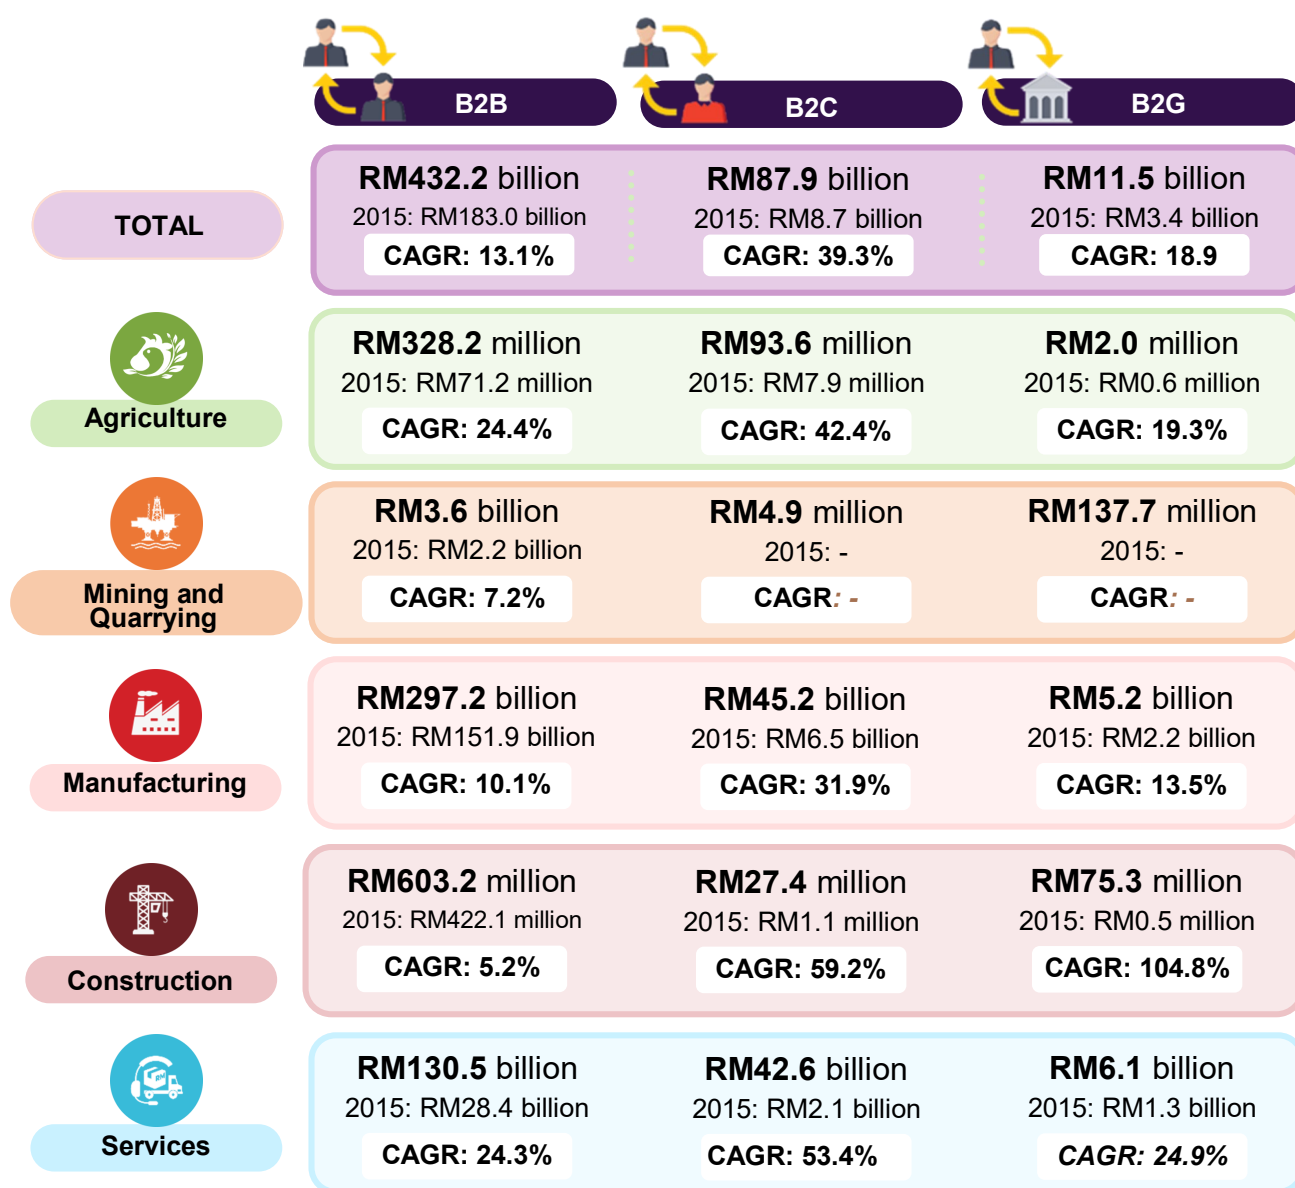 B2B
B2C
B2G
TOTAL
RM432.2 billion
2015: RM183.0 billion
CAGR: 13.1%
RM87.9 billion
2015: RM8.7 billion
CAGR: 39.3%
RM11.5 billion
2015: RM3.4 billion
CAGR: 18.9
Agriculture
RM328.2 million
2015: RM71.2 million
CAGR: 24.4%
RM93.6 million
2015: RM7.9 million
CAGR: 42.4%
RM2.0 million
2015: RM0.6 million
CAGR: 19.3%
Mining and
Quarrying
RM3.6 billion
2015: RM2.2 billion
CAGR: 7.2%
RM4.9 million
2015: -
CAGR: -
RM137.7 million
2015: -
CAGR: -
Manufacturing
RM297.2 billion
2015: RM151.9 billion
CAGR: 10.1%
RM45.2 billion
2015: RM6.5 billion
CAGR: 31.9%
RM5.2 billion
2015: RM2.2 billion
CAGR: 13.5%
Construction
RM603.2 million
2015: RM422.1 million
CAGR: 5.2%
RM27.4 million
2015: RM1.1 million
CAGR: 59.2%
RM75.3 million
2015: RM0.5 million
CAGR: 104.8%
Services
RM130.5 billion
2015: RM28.4 billion
CAGR: 24.3%
RM42.6 billion
2015: RM2.1 billion
CAGR: 53.4%
RM6.1 billion
2015: RM1.3 billion
CAGR: 24.9%